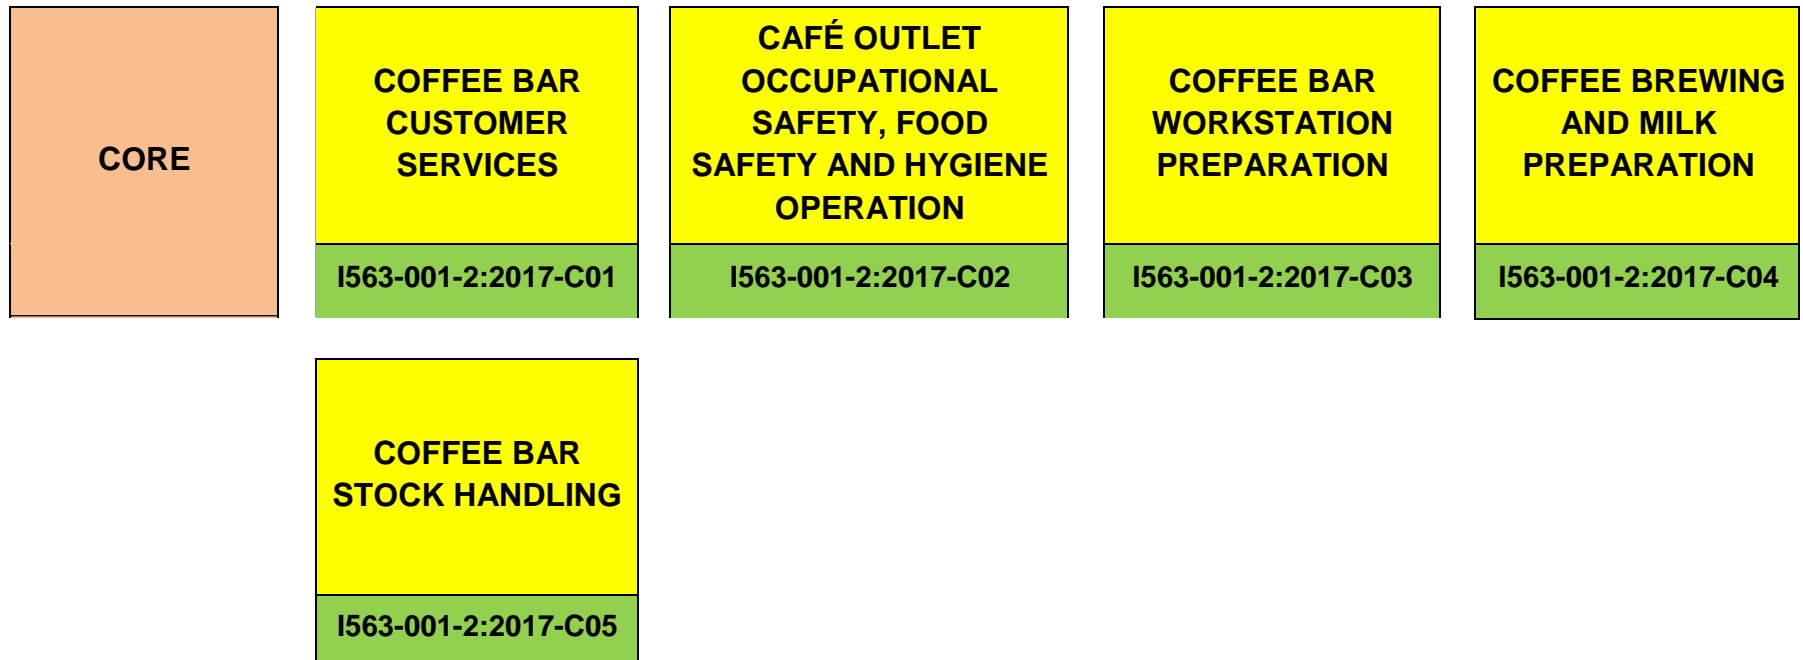 CORE
COFFEE BAR
CUSTOMER
SERVICES
I563-001-2:2017-C01
CAFÉ OUTLET
OCCUPATIONAL
SAFETY, FOOD
SAFETY AND HYGIENE
OPERATION
I563-001-2:2017-C02
COFFEE BAR
WORKSTATION
PREPARATION
I563-001-2:2017-C03
COFFEE BREWING
AND MILK
PREPARATION
I563-001-2:2017-C04
COFFEE BAR
STOCK HANDLING
I563-001-2:2017-C05